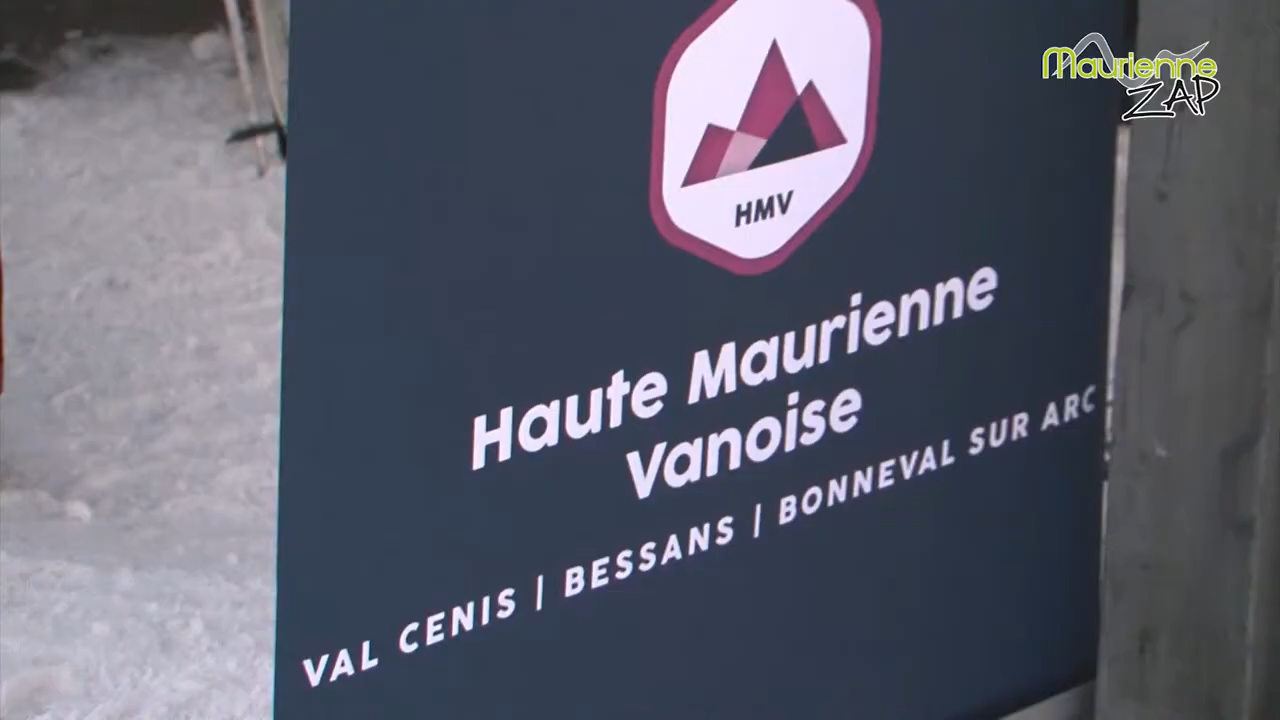 Maurienne
ZAP
HMV
Haute Maurienne
Vanoise
VAL CENIS | BESSANS | BONNEVAL SUR ARC